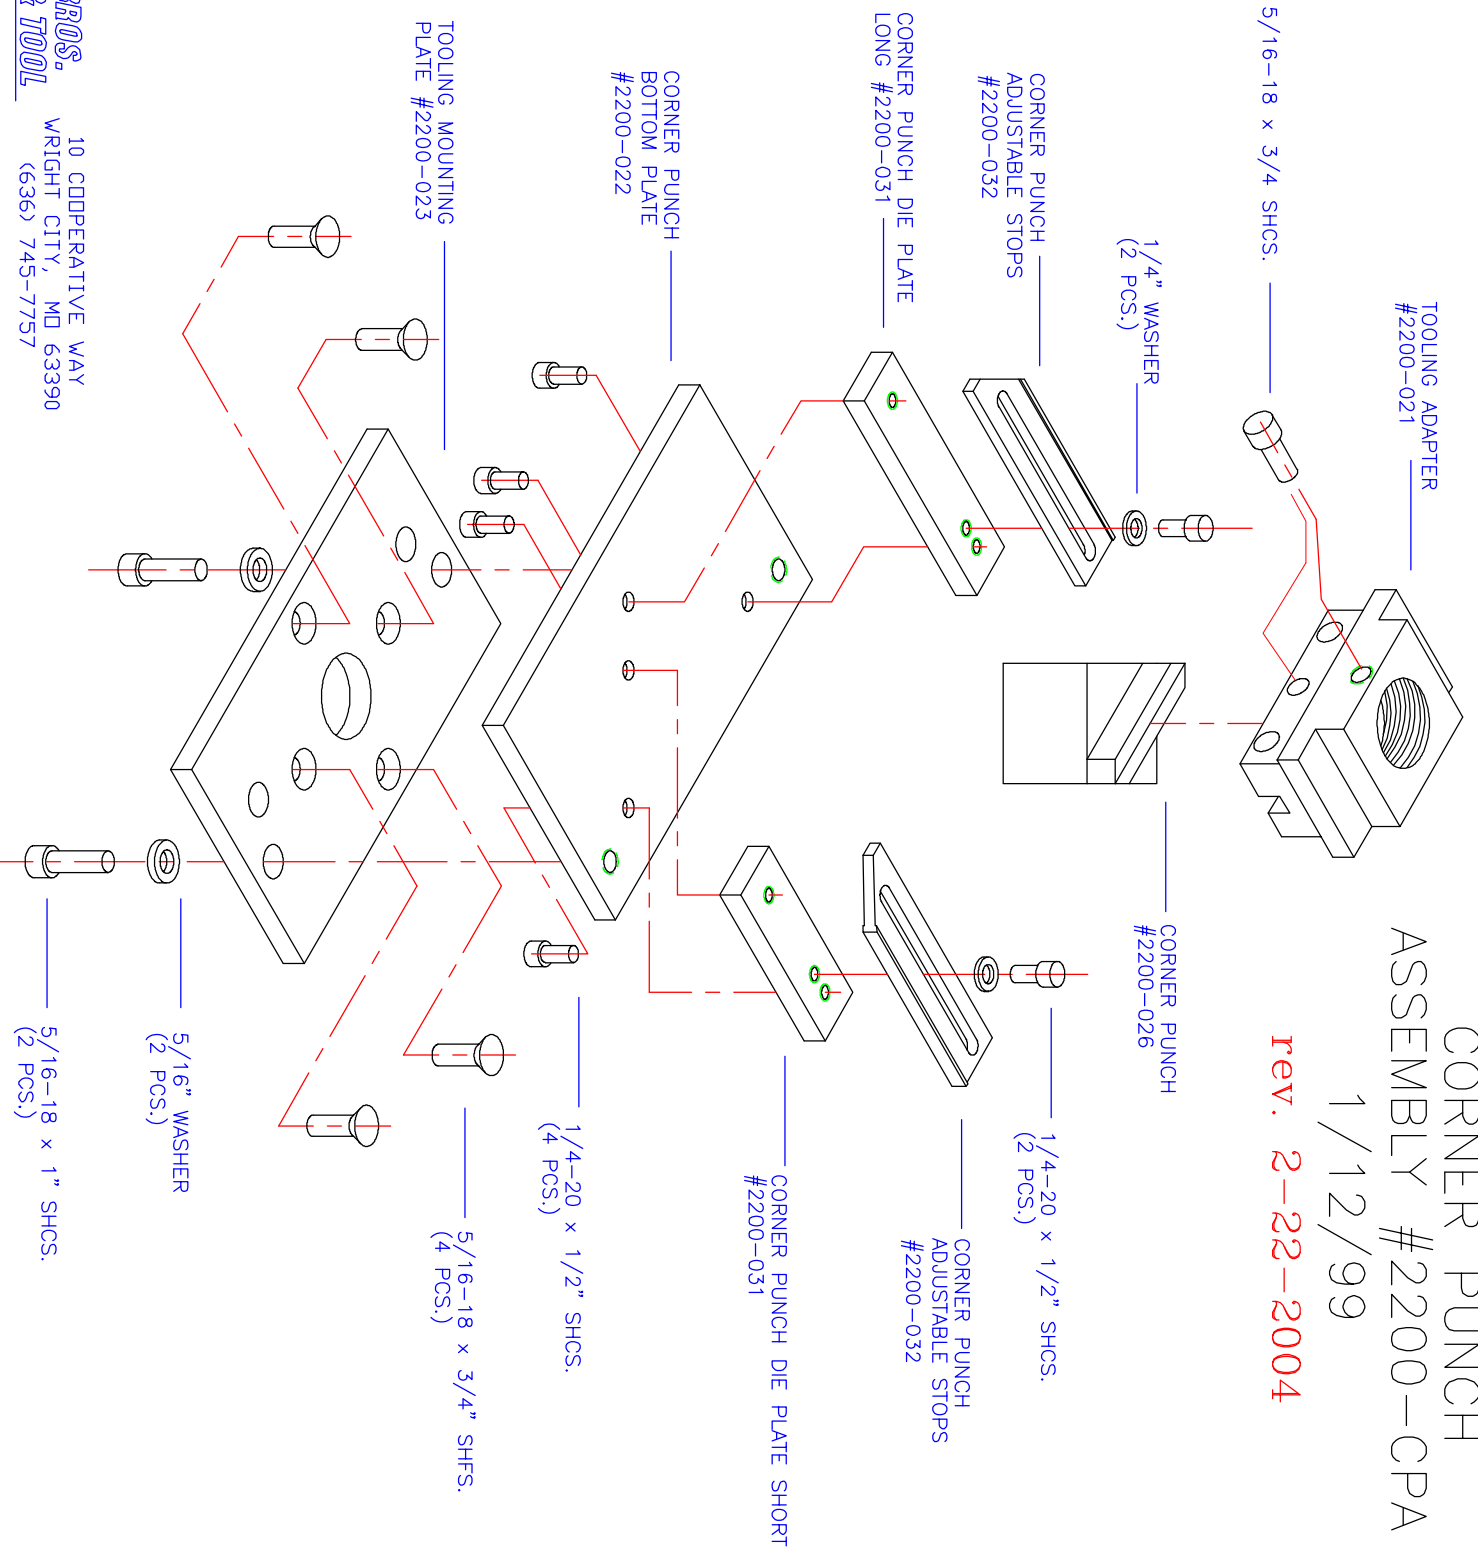 CORNER PUNCH
ASSEMBLY #2200-CPA
1/12/99
rev. 2-22-2004
TOOLING ADAPTER
#2200-021
5/16-18 x 3/4 SHCS.
1/4" WASHER
(2 PCS.)
CORNER PUNCH
ADJUSTABLE STOPS
#2200-032
CORNER PUNCH DIE PLATE
LONG #2200-031
CORNER PUNCH
BOTTOM PLATE
#2200-022
TOOLING MOUNTING
PLATE #2200-023
CORNER PUNCH
#2200-026
1/4-20 x 1/2" SHCS.
(2 PCS.)
CORNER PUNCH
ADJUSTABLE STOPS
#2200-032
CORNER PUNCH DIE PLATE SHORT
#2200-031
1/4-20 x 1/2" SHCS.
(4 PCS.)
5/16-18 x 3/4" SHFS.
(4 PCS.)
5/16" WASHER
(2 PCS.)
5/16-18 x 1" SHCS.
(2 PCS.)
BROS.
& TOOL
10 COOPERATIVE WAY
WRIGHT CITY, MO 63390
(636) 745-7757